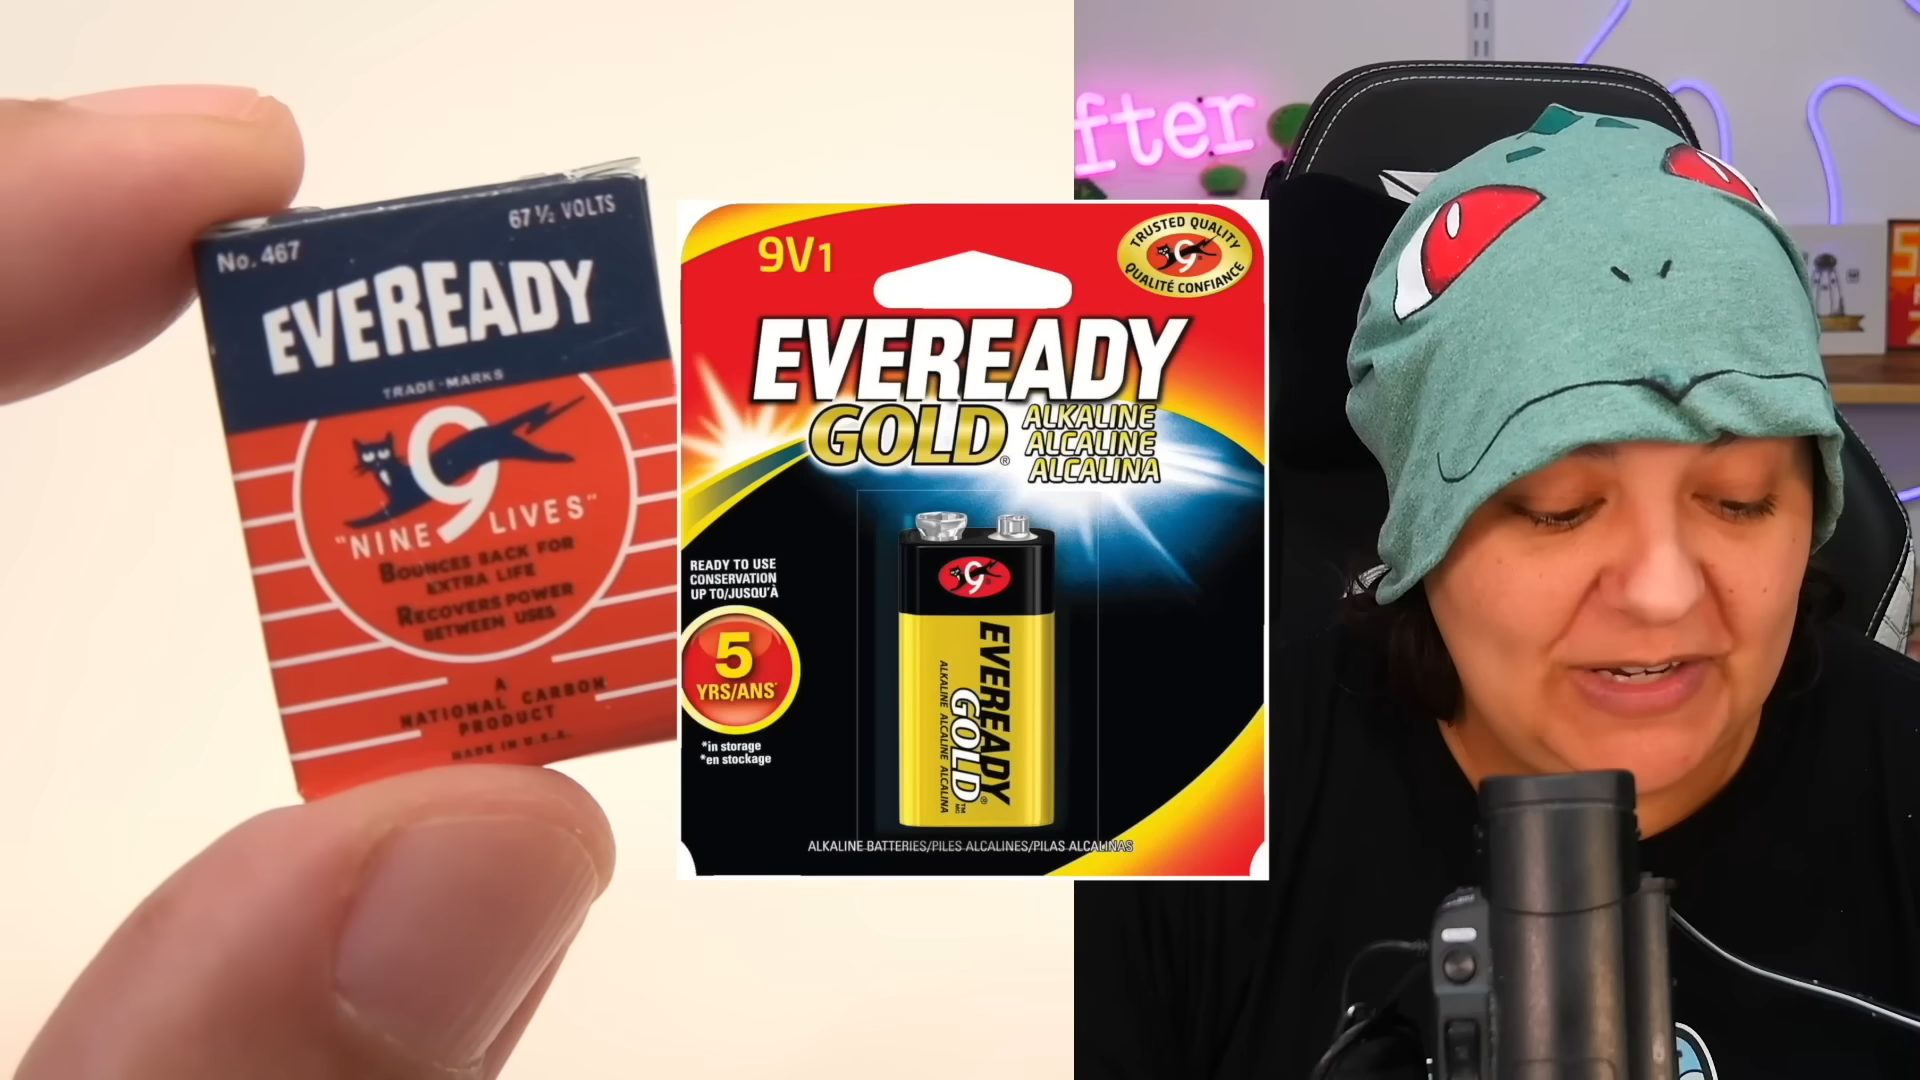 No. 467
67 ½ VOLTS
EVEREADY
TRADE-MARKS
9
"NINE LIVES"
BOUNCES BACK FOR
EXTRA LIFE
RECOVERS POWER
BETWEEN USES
A
NATIONAL CARBON
PRODUCT
MADE IN U.S.A.
9V1
TRUSTED QUALITY
9
QUALITÉ CONFIANCE
EVEREADY
GOLD®
ALKALINE
ALCALINE
ALCALINA
READY TO USE
CONSERVATION
UP TO/JUSQU'À
5
YRS/ANS*
*in storage
*en stockage
9
EVEREADY
GOLD
ALKALINE ALCALINE ALCALINA
ALKALINE BATTERIES/PILES ALCALINES/PILAS ALCALINAS
fter